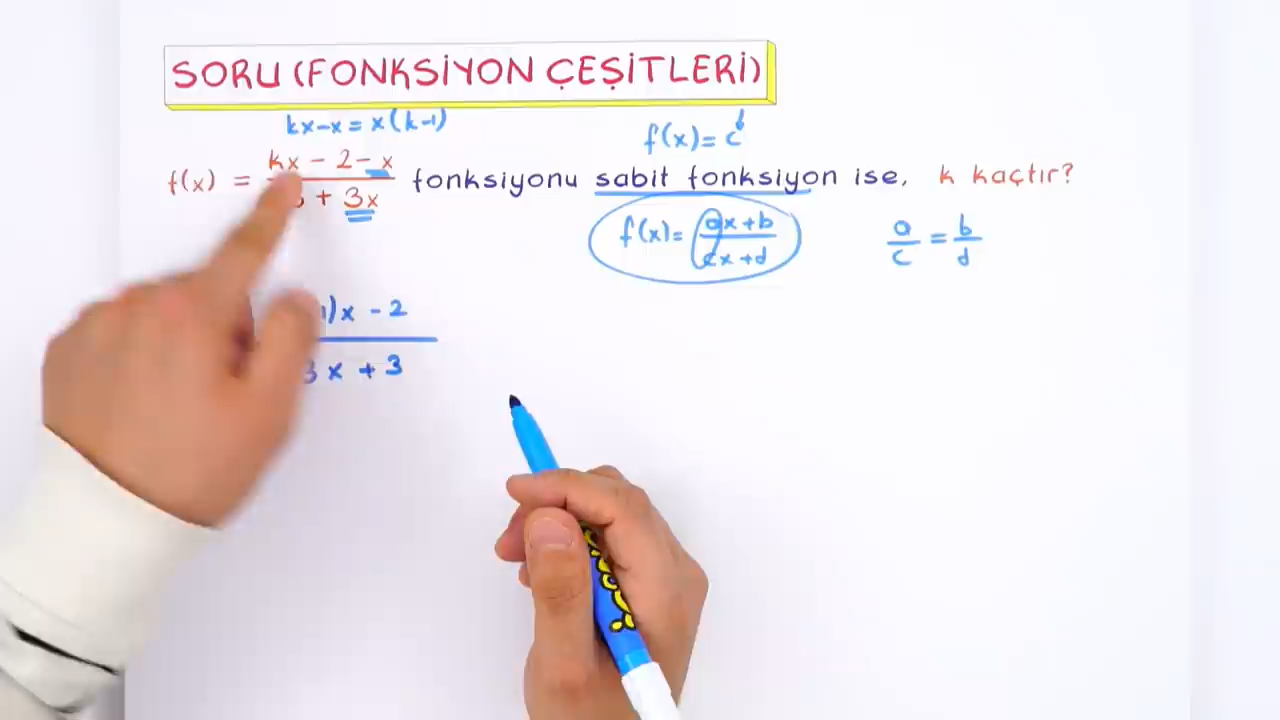 SORU (FONKSİYON ÇEŞİTLERİ)
kx-x = x(k-1)
f(x) = c
f(x) = kx - 2 - x / + 3x fonksiyonu sabit fonksiyon ise, k kaçtır?
f(x) = ax+b / cx+d
a/c = b/d
1)x - 2
3x + 3